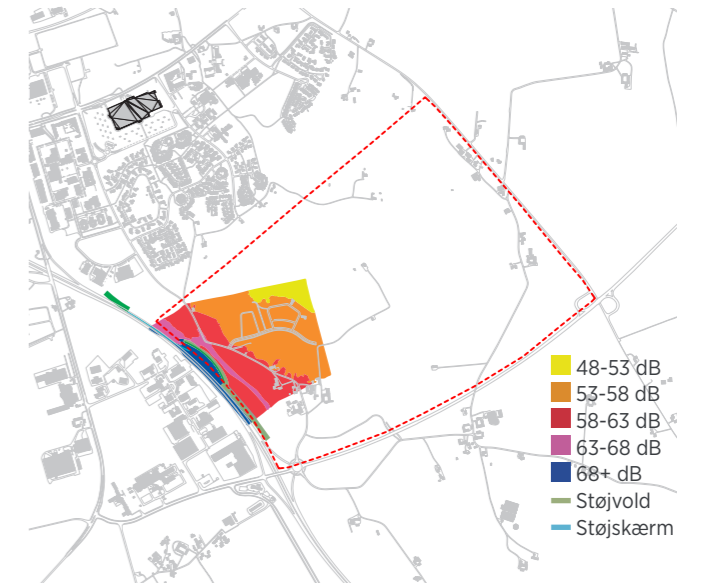 48-53 dB
53-58 dB
58-63 dB
63-68 dB
68+ dB
Støjvold
Støjskærm